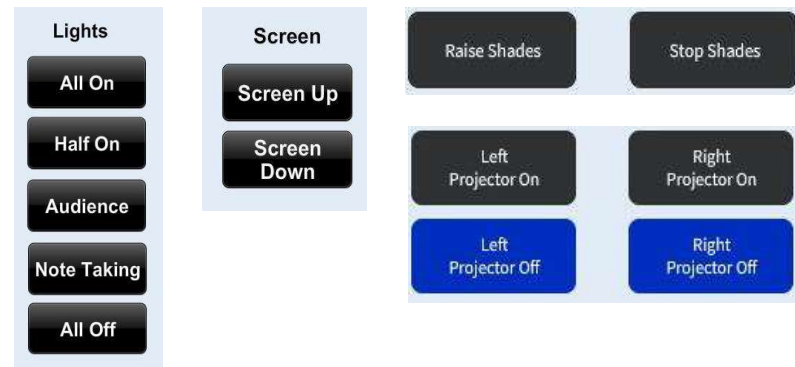 Lights
All On
Half On
Audience
Note Taking
All Off
Screen
Screen Up
Screen
Down
Raise Shades
Stop Shades
Left
Projector On
Right
Projector On
Left
Projector Off
Right
Projector Off